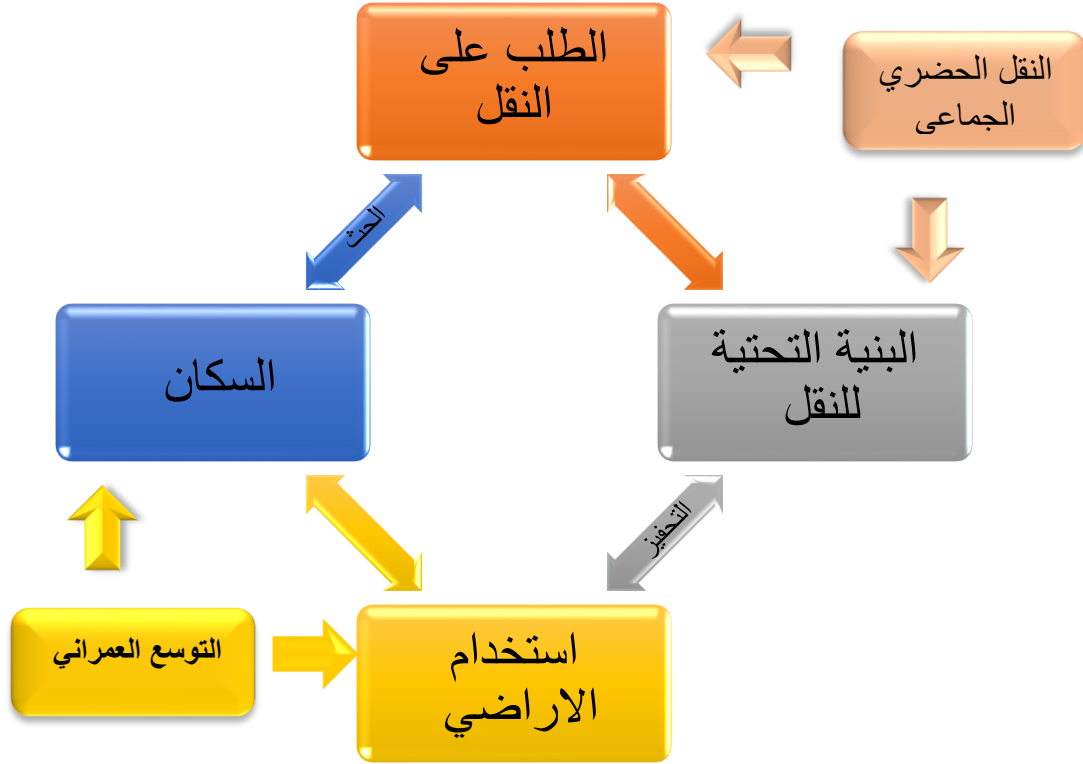 الطلب على
النقل
النقل الحضري
الجماعى
الحث
السكان
البنية التحتية
للنقل
التحفيز
التوسع العمراني
استخدام
الاراضي